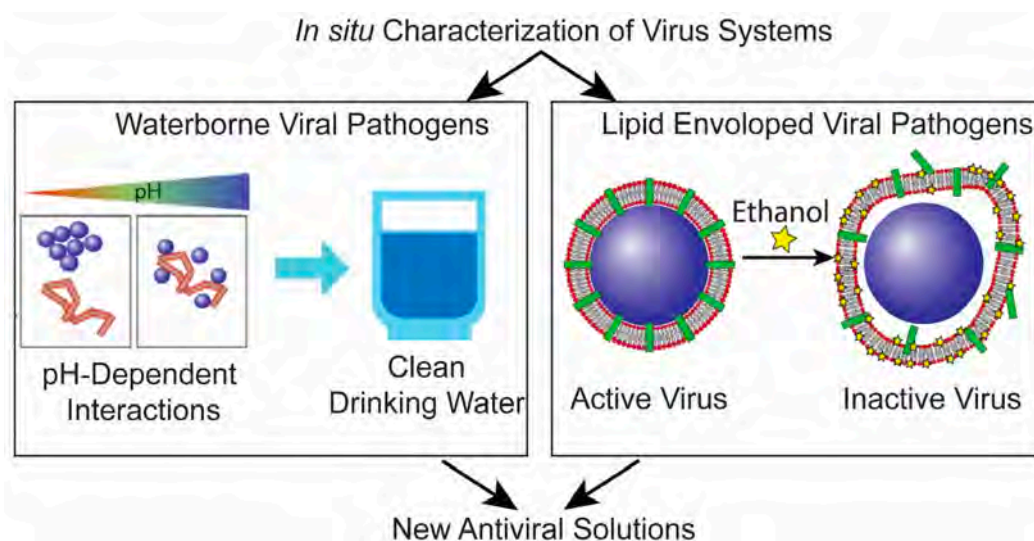 In situ Characterization of Virus Systems
Waterborne Viral Pathogens
pH
pH-Dependent
Interactions
Clean
Drinking Water
Lipid Envoloped Viral Pathogens
Ethanol
Active Virus
Inactive Virus
New Antiviral Solutions